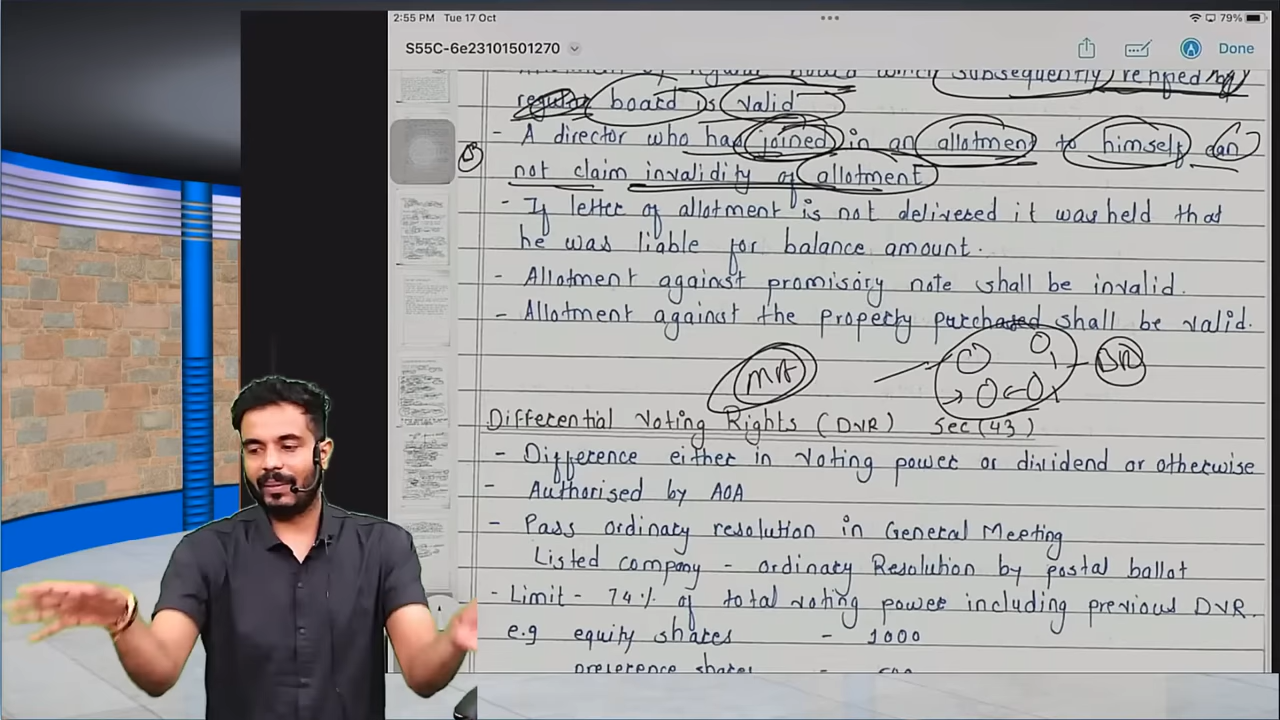 2:55 PM Tue 17 Oct
79%
S55C-6e23101501270
Done
which subsequently
board is valid
- A director who has joined in an allotment to himself can
not claim invalidity of allotment
- If letter of allotment is not delivered it was held that
he was liable for balance amount.
- Allotment against promisory note shall be invalid.
- Allotment against the property purchased shall be valid.
Differential Voting Rights (DVR) Sec (43)
- Difference either in voting power or dividend or otherwise
- Authorised by AOA
- Pass ordinary resolution in General Meeting
Listed company - ordinary Resolution by postal ballot
- Limit - 74% of total voting power including previous DVR.
e.g equity shares - 1000
preference shares -